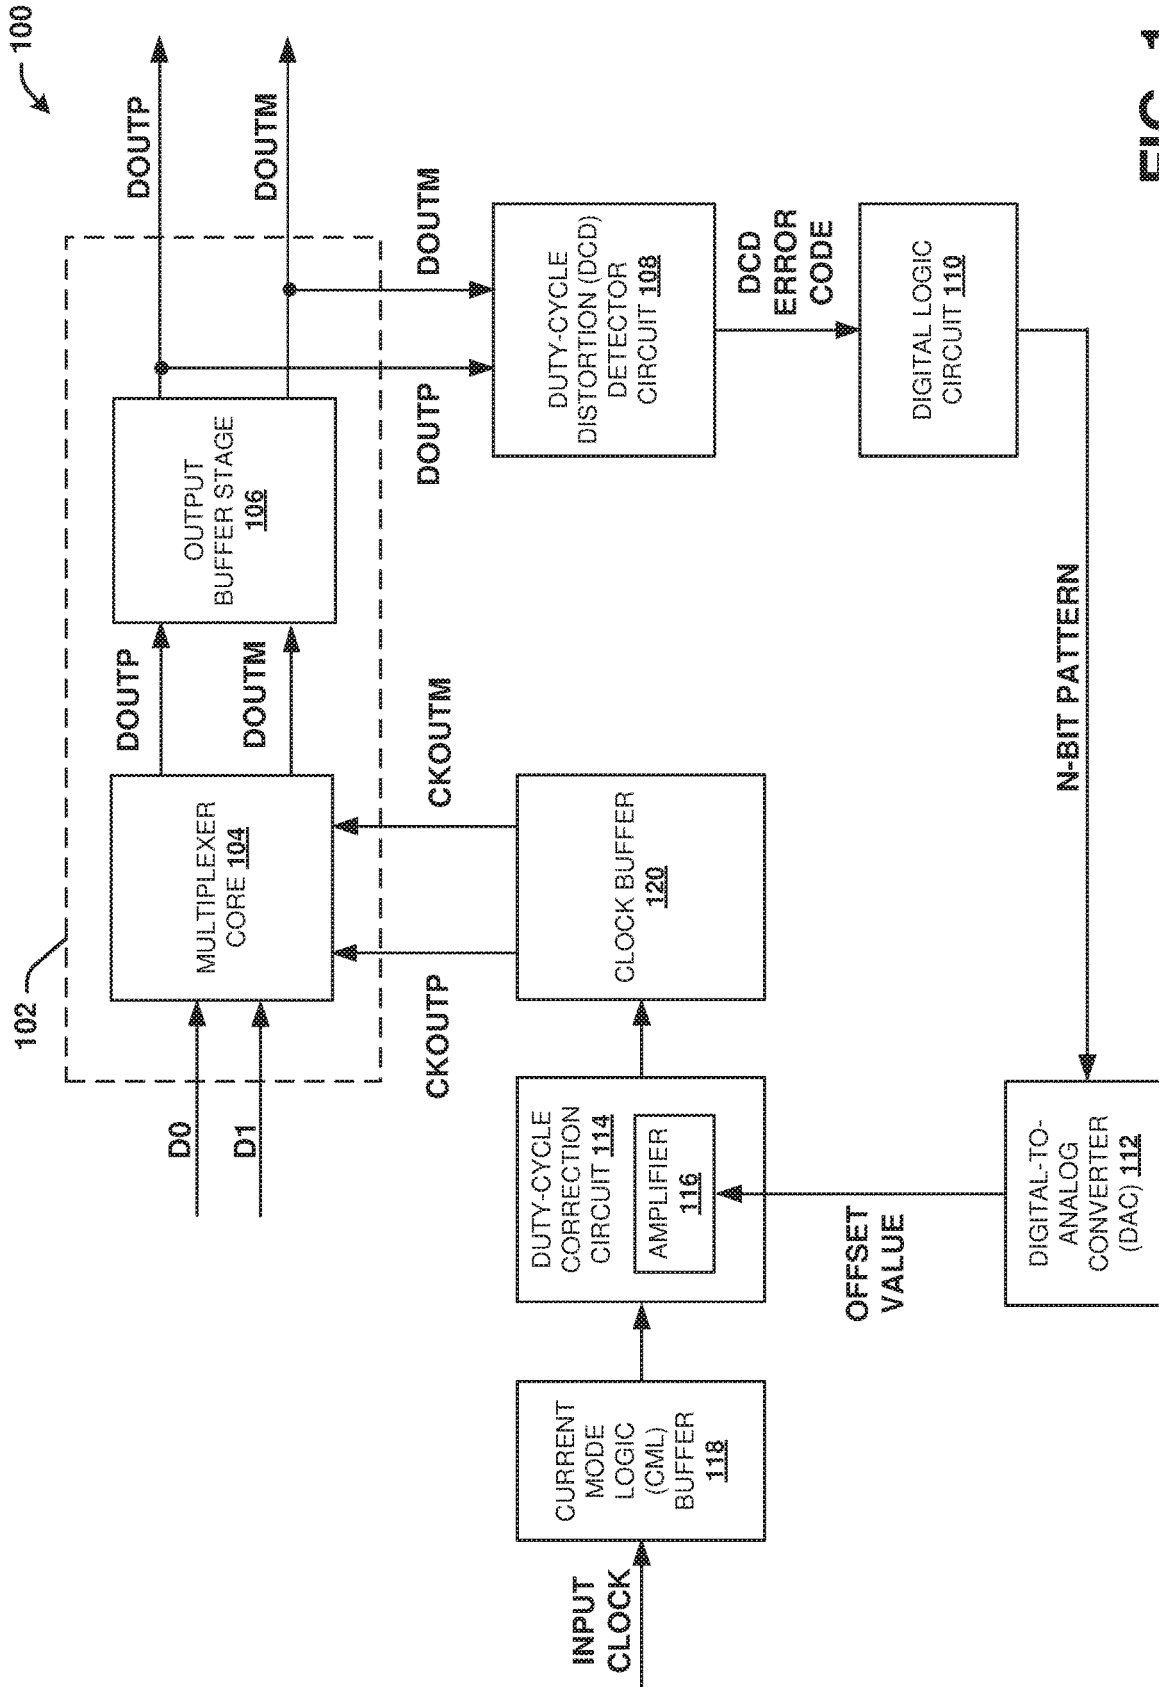 100
102
D0
D1
MULTIPLEXER
CORE 104
DOUTP
DOUTM
OUTPUT
BUFFER STAGE
106
DOUTP
DOUTM
CKOUTP
CKOUTM
DOUTP
DOUTM
INPUT
CLOCK
CURRENT
MODE
LOGIC
(CML)
BUFFER
118
DUTY-CYCLE
CORRECTION
CIRCUIT 114
AMPLIFIER
116
CLOCK BUFFER
120
DUTY-CYCLE
DISTORTION (DCD)
DETECTOR
CIRCUIT 108
DCD
ERROR
CODE
DIGITAL LOGIC
CIRCUIT 110
OFFSET
VALUE
DIGITAL-TO-
ANALOG
CONVERTER
(DAC) 112
N-BIT PATTERN